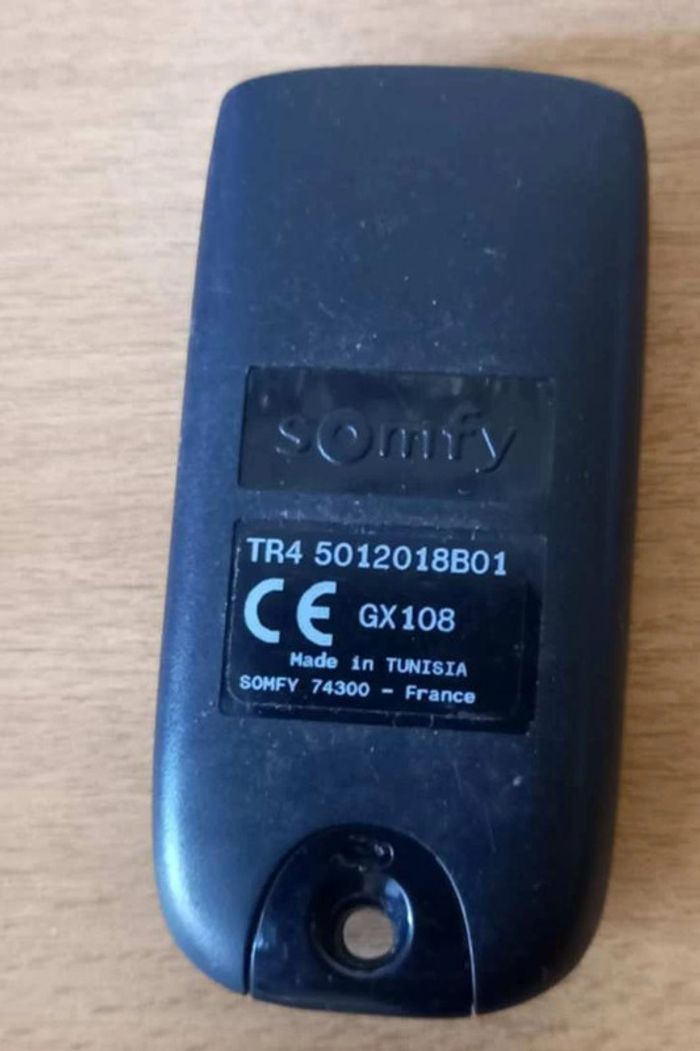 somfy
TR4 5012018B01
CE GX108
Made in TUNISIA
SOMFY 74300 - France